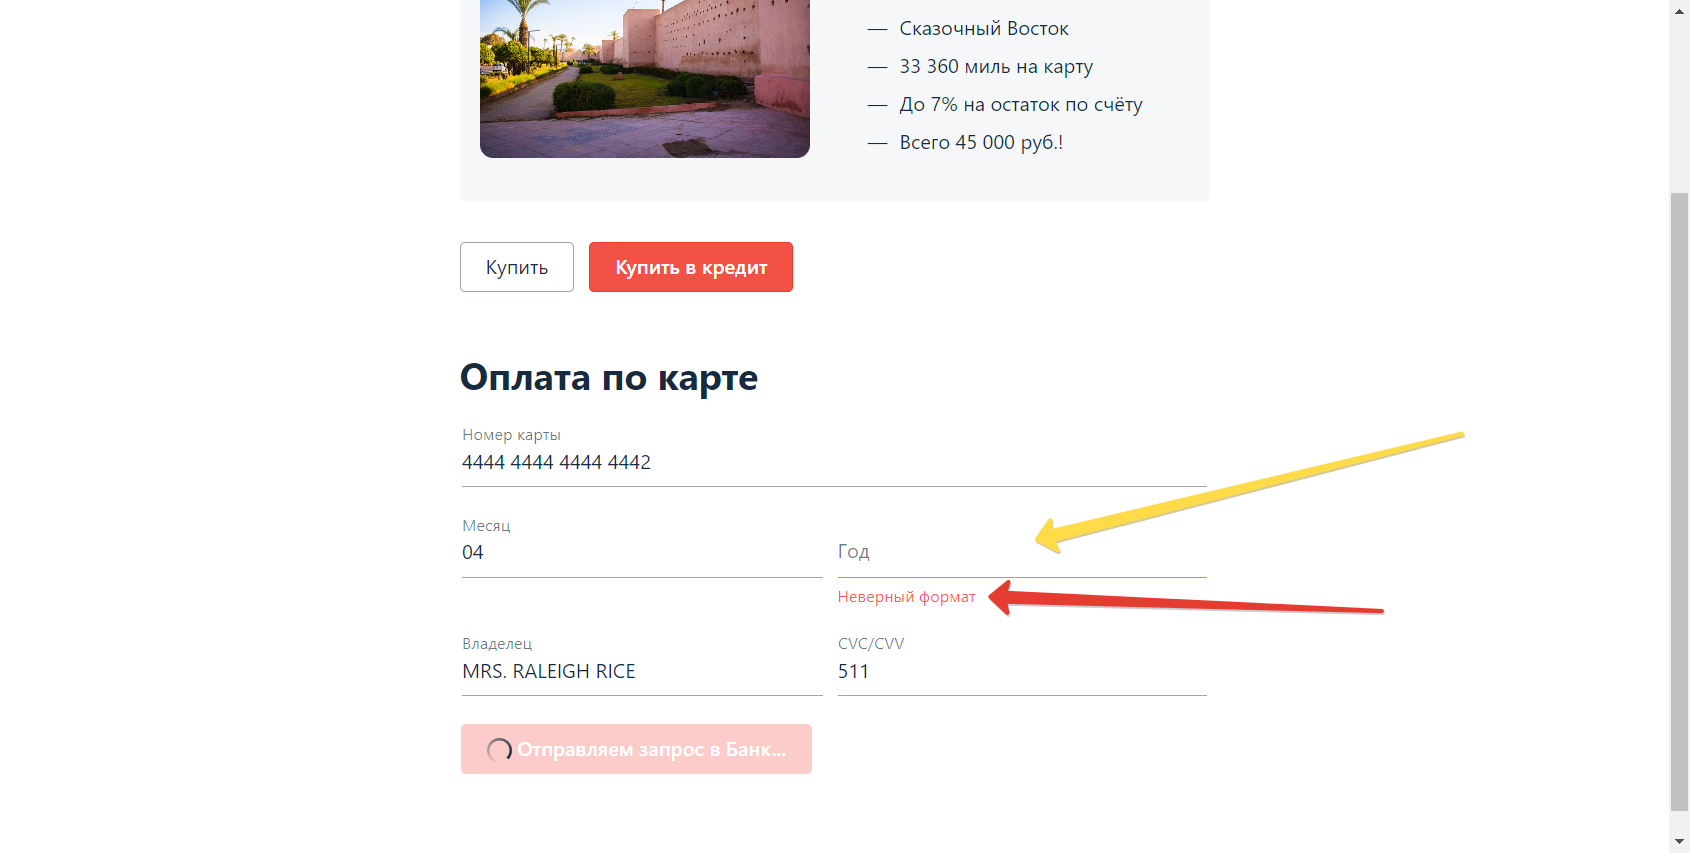 — Сказочный Восток
— 33 360 миль на карту
— До 7% на остаток по счёту
— Всего 45 000 руб.!
Купить
Купить в кредит
Оплата по карте
Номер карты
4444 4444 4444 4442
Месяц
04
Год
Неверный формат
Владелец
MRS. RALEIGH RICE
CVC/CVV
511
Отправляем запрос в Банк...